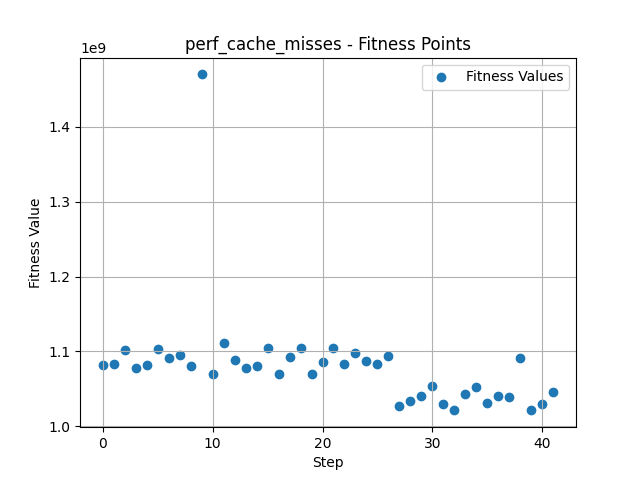 perf_cache_misses - Fitness Points
1e9
Fitness Values
1.4
1.3
1.2
1.1
1.0
Fitness Value
0 10 20 30 40
Step